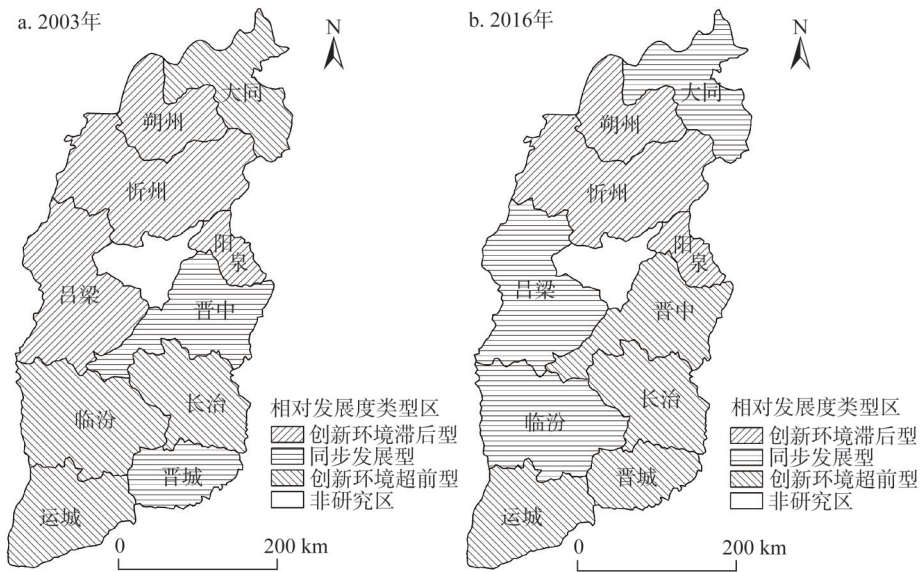 a. 2003年
N
大同
朔州
忻州
阳泉
吕梁
晋中
临汾
长治
晋城
运城
相对发展度类型区
创新环境滞后型
同步发展型
创新环境超前型
非研究区
0 200 km
b. 2016年
N
大同
朔州
忻州
阳泉
吕梁
晋中
临汾
长治
晋城
运城
相对发展度类型区
创新环境滞后型
同步发展型
创新环境超前型
非研究区
0 200 km